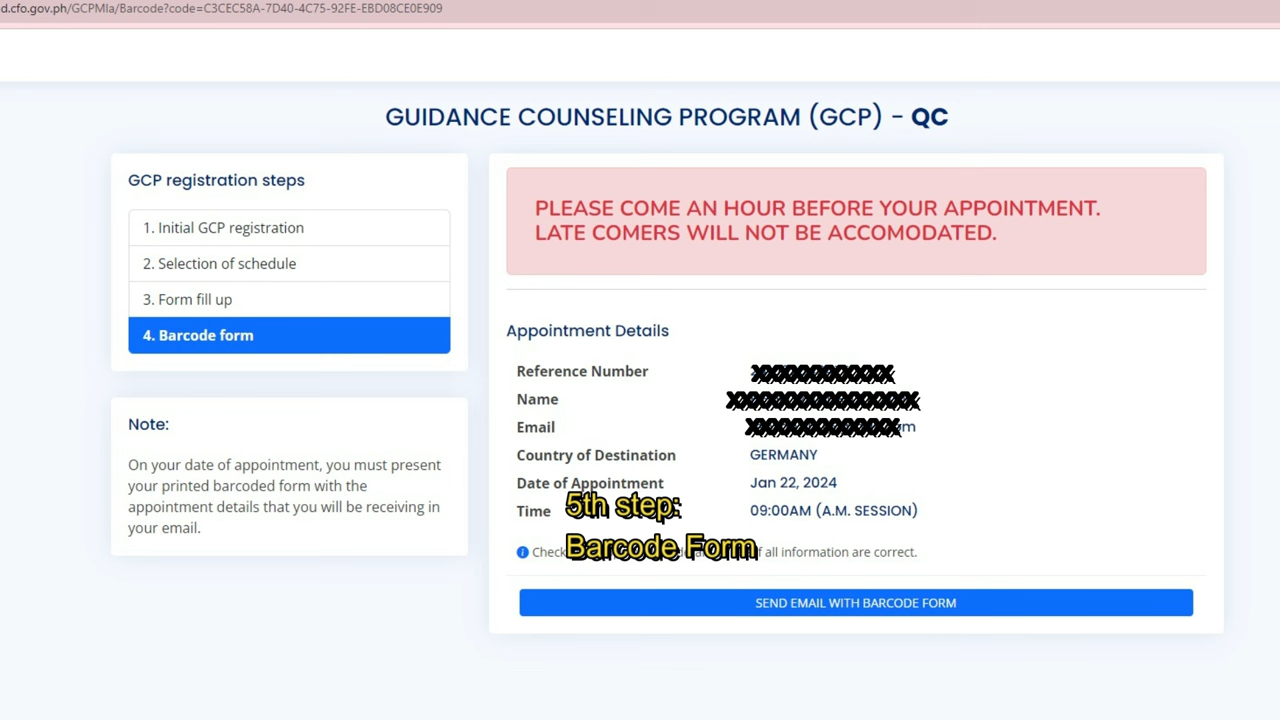 d.cfo.gov.ph/GCPMla/Barcode?code=C3CEC58A-7D40-4C75-92FE-EBD08CE0E909
GUIDANCE COUNSELING PROGRAM (GCP) - QC
GCP registration steps
1. Initial GCP registration
2. Selection of schedule
3. Form fill up
4. Barcode form
Note:
On your date of appointment, you must present
your printed barcoded form with the
appointment details that you will be receiving in
your email.
PLEASE COME AN HOUR BEFORE YOUR APPOINTMENT.
LATE COMERS WILL NOT BE ACCOMODATED.
Appointment Details
Reference Number
Name
Email
Country of Destination GERMANY
Date of Appointment Jan 22, 2024
Time 09:00AM (A.M. SESSION)
5th step:
Barcode Form
Check if all information are correct.
SEND EMAIL WITH BARCODE FORM